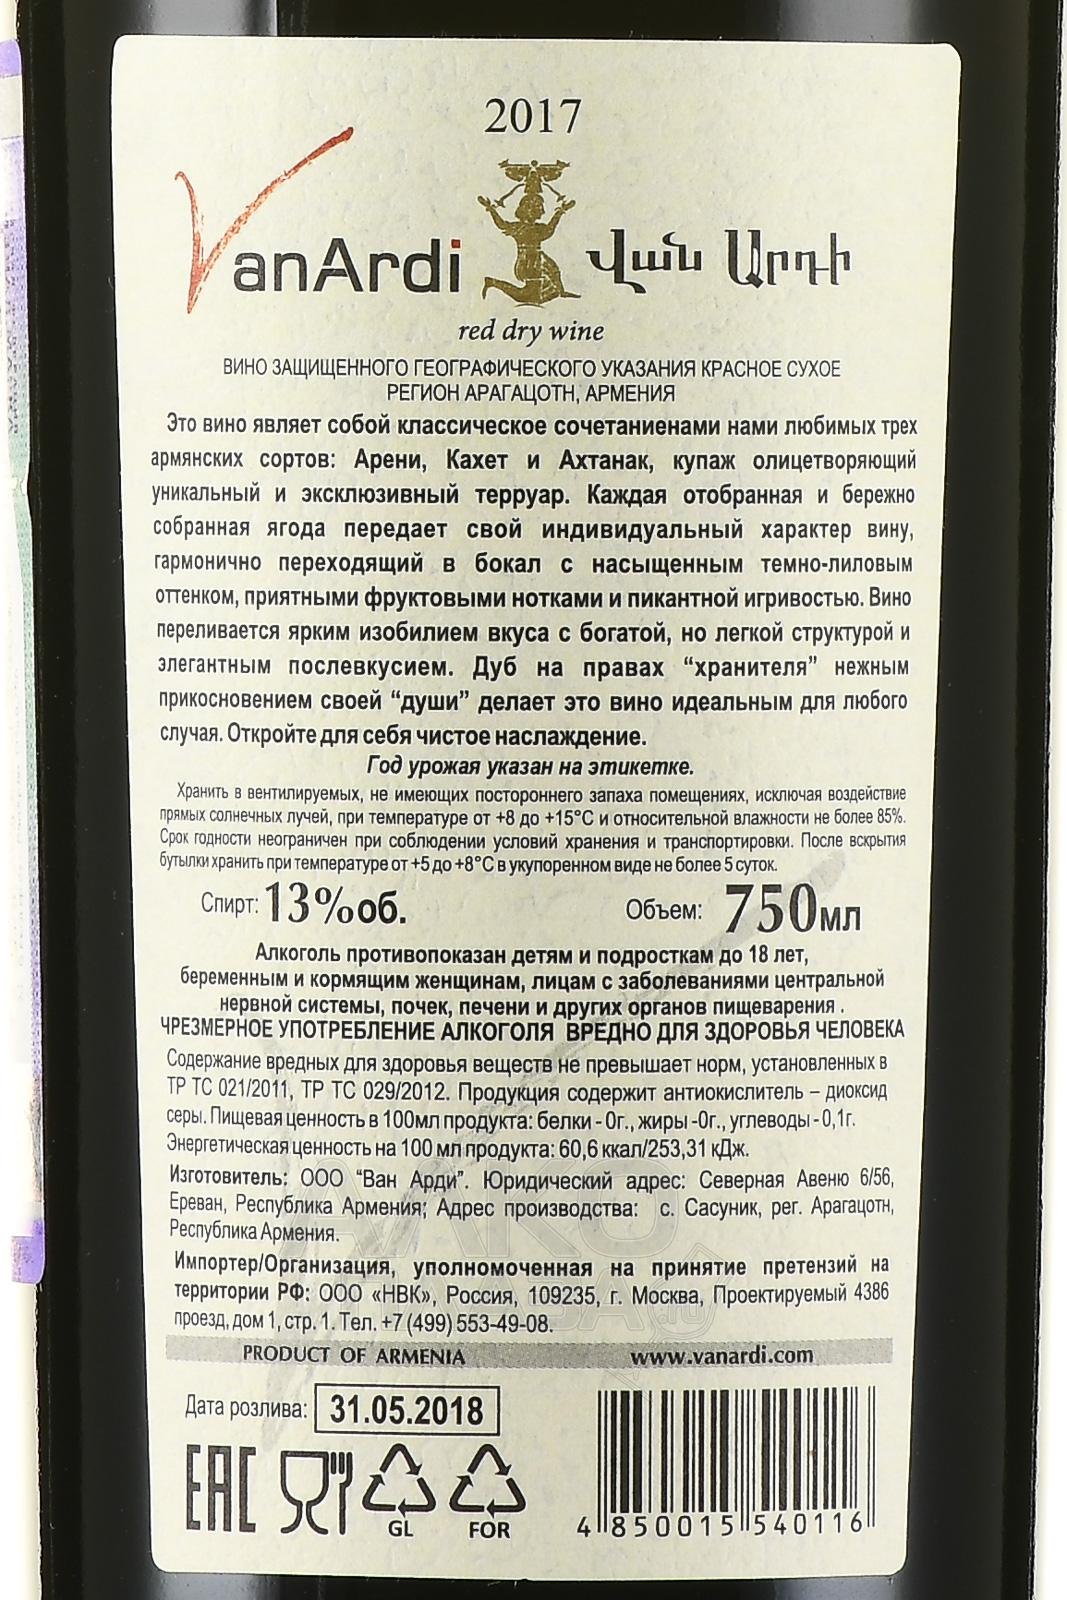 2017
VanArdi Վան Արդի
red dry wine
ВИНО ЗАЩИЩЕННОГО ГЕОГРАФИЧЕСКОГО УКАЗАНИЯ КРАСНОЕ СУХОЕ
РЕГИОН АРАГАЦОТН, АРМЕНИЯ
Это вино являет собой классическое сочетаниенами нами любимых трех
армянских сортов: Арени, Кахет и Ахтанак, купаж олицетворяющий
уникальный и эксклюзивный терруар. Каждая отобранная и бережно
собранная ягода передает свой индивидуальный характер вину,
гармонично переходящий в бокал с насыщенным темно-лиловым
оттенком, приятными фруктовыми нотками и пикантной игривостью. Вино
переливается ярким изобилием вкуса с богатой, но легкой структурой и
элегантным послевкусием. Дуб на правах “хранителя” нежным
прикосновением своей “души” делает это вино идеальным для любого
случая. Откройте для себя чистое наслаждение.
Год урожая указан на этикетке.
Хранить в вентилируемых, не имеющих постороннего запаха помещениях, исключая воздействие
прямых солнечных лучей, при температуре от +8 до +15°С и относительной влажности не более 85%.
Срок годности неограничен при соблюдении условий хранения и транспортировки. После вскрытия
бутылки хранить при температуре от +5 до +8°С в укупоренном виде не более 5 суток.
Спирт: 13%об. Объем: 750мл
Алкоголь противопоказан детям и подросткам до 18 лет,
беременным и кормящим женщинам, лицам с заболеваниями центральной
нервной системы, почек, печени и других органов пищеварения .
ЧРЕЗМЕРНОЕ УПОТРЕБЛЕНИЕ АЛКОГОЛЯ ВРЕДНО ДЛЯ ЗДОРОВЬЯ ЧЕЛОВЕКА
Содержание вредных для здоровья веществ не превышает норм, установленных в
ТР ТС 021/2011, ТР ТС 029/2012. Продукция содержит антиокислитель – диоксид
серы. Пищевая ценность в 100мл продукта: белки - 0г., жиры -0г., углеводы - 0,1г.
Энергетическая ценность на 100 мл продукта: 60,6 ккал/253,31 кДж.
Изготовитель: ООО “Ван Арди”. Юридический адрес: Северная Авеню 6/56,
Ереван, Республика Армения; Адрес производства: с. Сасуник, рег. Арагацотн,
Республика Армения.
Импортер/Организация, уполномоченная на принятие претензий на
территории РФ: ООО «НВК», Россия, 109235, г. Москва, Проектируемый 4386
проезд, дом 1, стр. 1. Тел. +7 (499) 553-49-08.
PRODUCT OF ARMENIA www.vanardi.com
Дата розлива: 31.05.2018
EAC
GL FOR
4 850015 540116